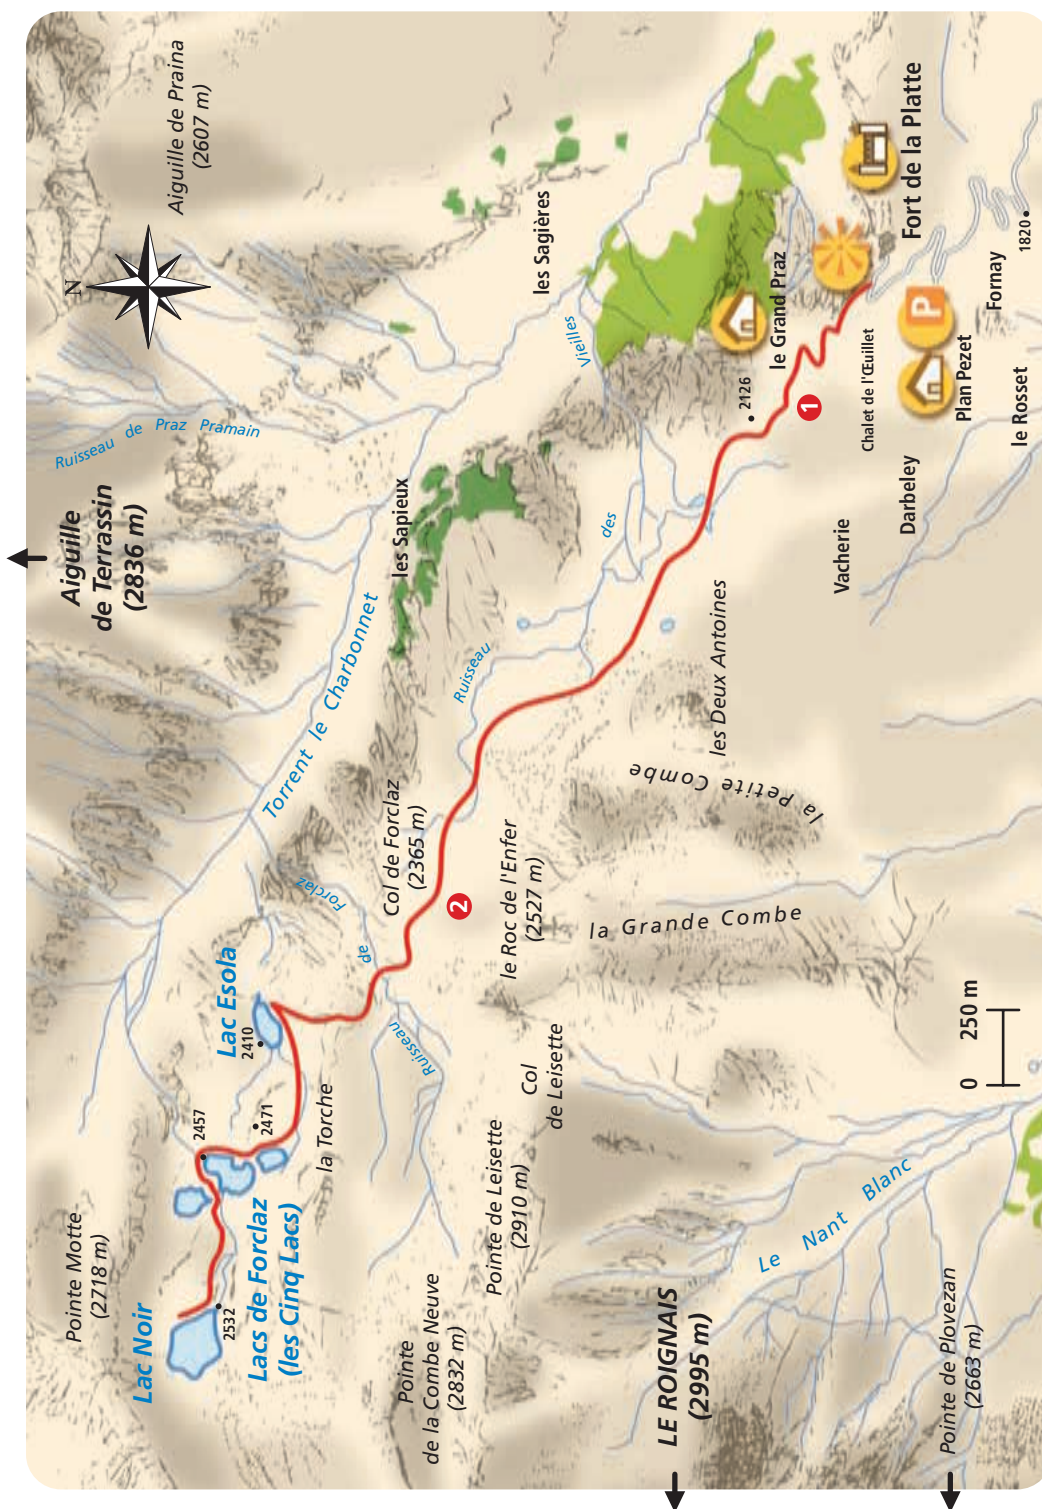 Aiguille de Praina
(2607 m)
N
Ruisseau de Praz Pramain
Aiguille
de Terrassin
(2836 m)
les Sagières
Vieilles
les Sapieux
Torrent le Charbonnet
des
Ruisseau
Fort de la Platte
le Grand Praz
2126
1
Chalet de l'Œuillet
P
Plan Pezet
Fornay
1820
le Rosset
Darbeley
Vacherie
les Deux Antoines
la Petite Combe
Col de Forclaz
(2365 m)
2
le Roc de l'Enfer
(2527 m)
la Grande Combe
Forclaz
de
Ruisseau
Lac Esola
2410
2471
2457
la Torche
Col
de Leisette
Pointe de Leisette
(2910 m)
0 250 m
Le Nant Blanc
Pointe Motte
(2718 m)
Lac Noir
2532
Lacs de Forclaz
(les Cinq Lacs)
Pointe
de la Combe Neuve
(2832 m)
LE ROIGNAIS
(2995 m)
Pointe de Plovezan
(2663 m)